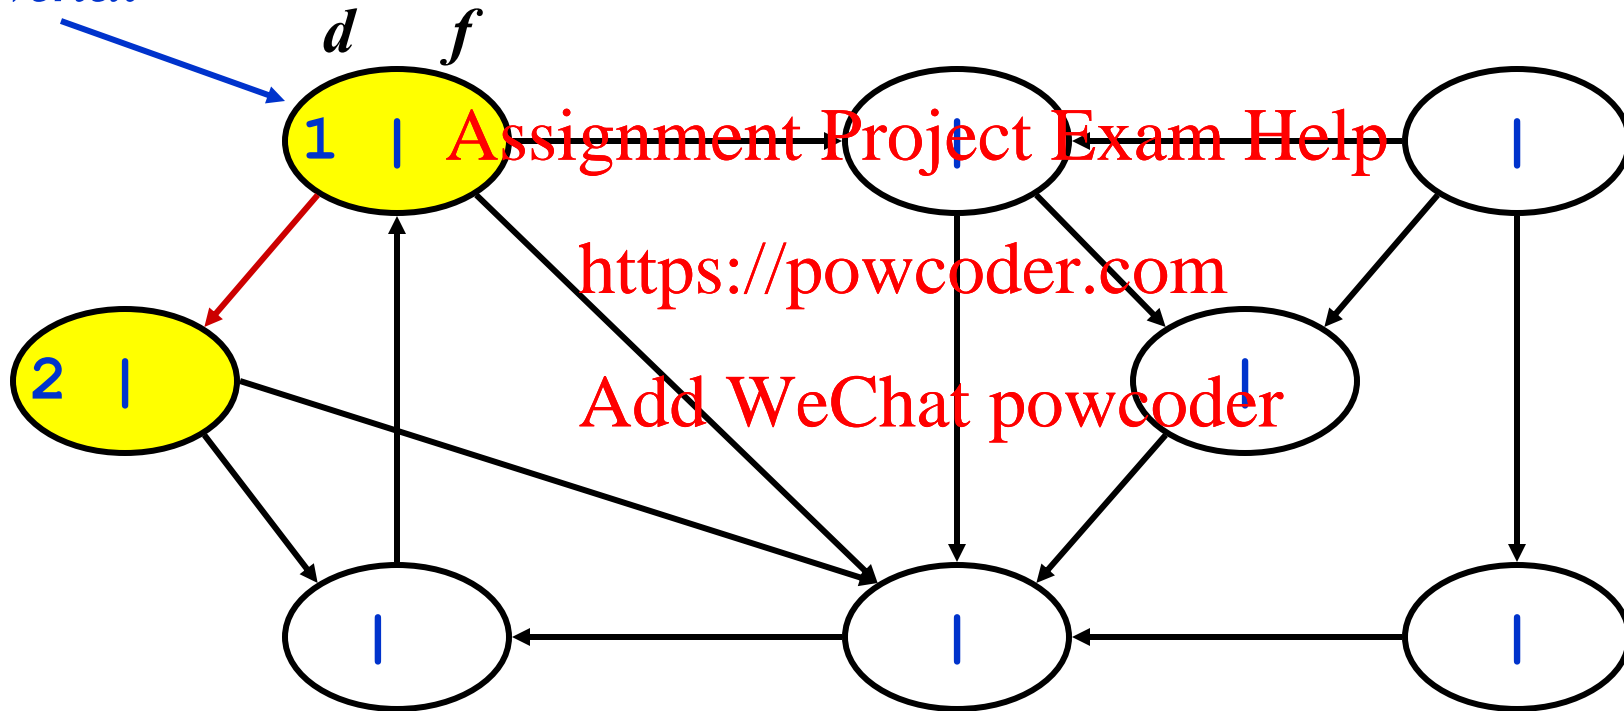 d f
1 | Assignment Project Exam Help
| |
https://powcoder.com
2 | |
Add WeChat powcoder
| | |